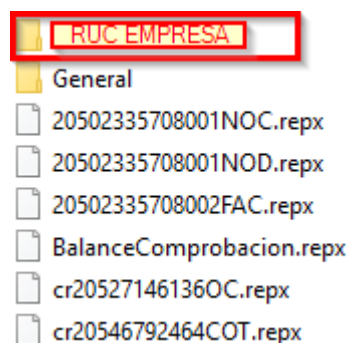 RUC EMPRESA
General
20502335708001NOC.repx
20502335708001NOD.repx
20502335708002FAC.repx
BalanceComprobacion.repx
cr20527146136OC.repx
cr20546792464COT.repx